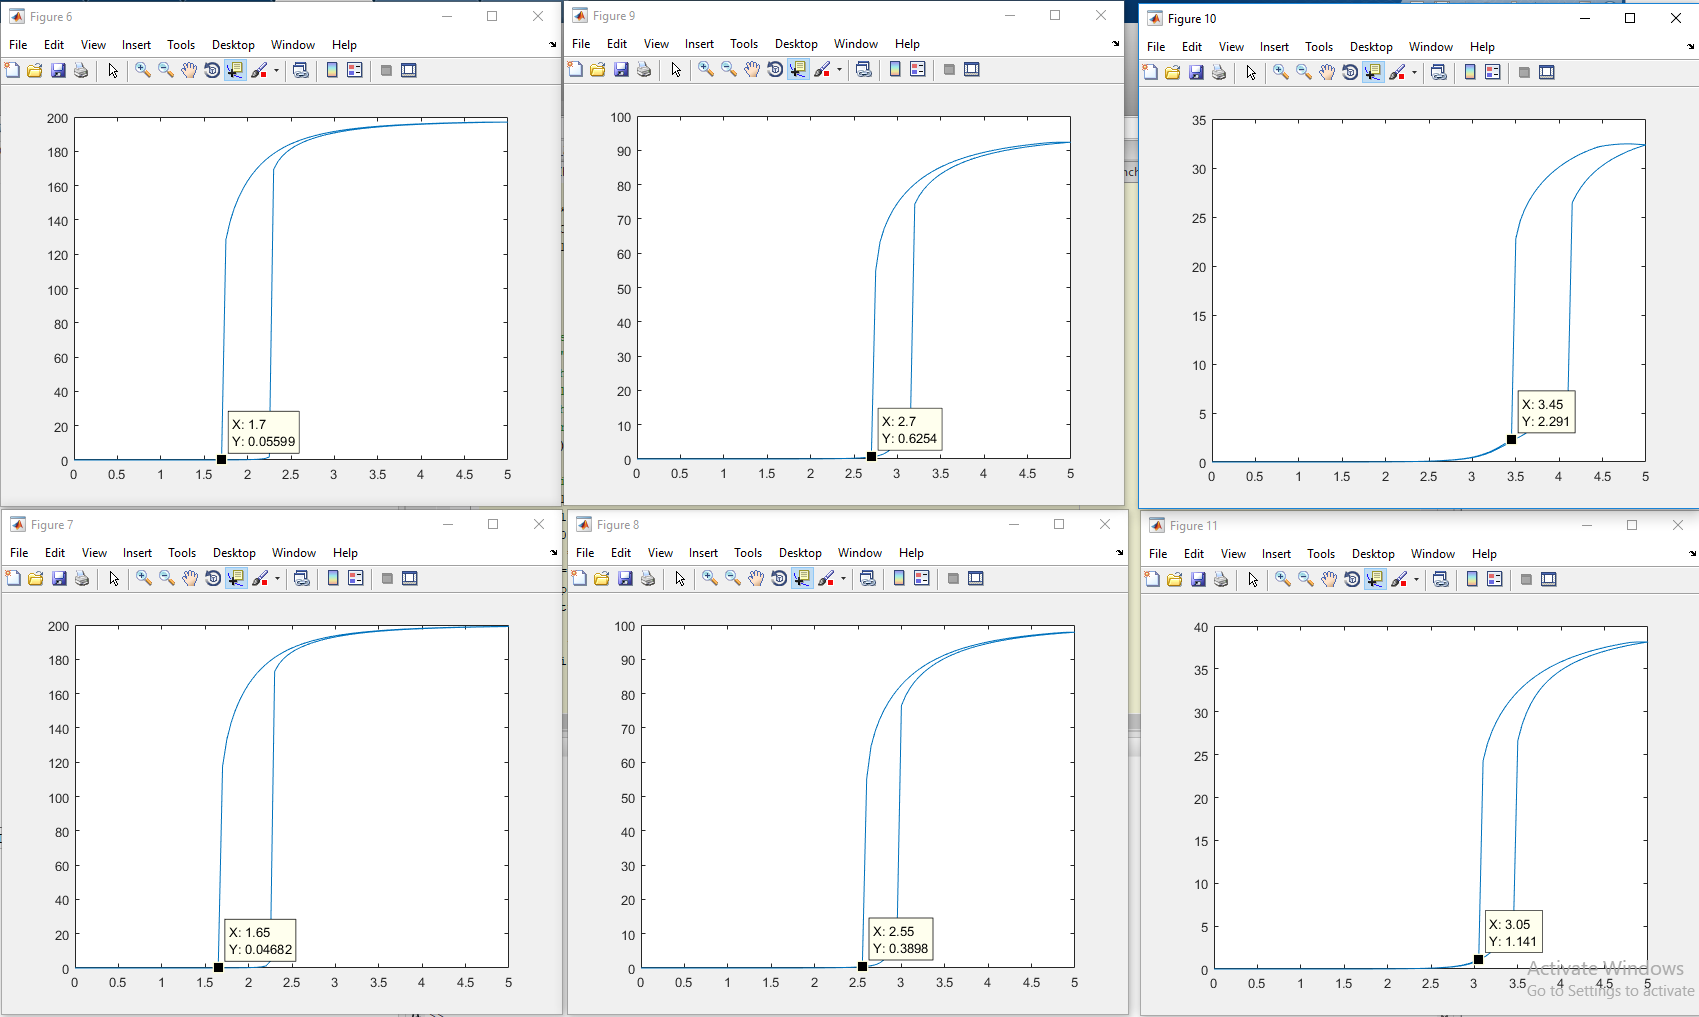 Figure 6
File Edit View Insert Tools Desktop Window Help
200
180
160
140
120
100
80
60
40
20
0
X: 1.7
Y: 0.05599
0 0.5 1 1.5 2 2.5 3 3.5 4 4.5 5
Figure 9
File Edit View Insert Tools Desktop Window Help
100
90
80
70
60
50
40
30
20
10
0
X: 2.7
Y: 0.6254
0 0.5 1 1.5 2 2.5 3 3.5 4 4.5 5
Figure 10
File Edit View Insert Tools Desktop Window Help
35
30
25
20
15
10
5
0
X: 3.45
Y: 2.291
0 0.5 1 1.5 2 2.5 3 3.5 4 4.5 5
Figure 7
File Edit View Insert Tools Desktop Window Help
200
180
160
140
120
100
80
60
40
20
0
X: 1.65
Y: 0.04682
0 0.5 1 1.5 2 2.5 3 3.5 4 4.5 5
Figure 8
File Edit View Insert Tools Desktop Window Help
100
90
80
70
60
50
40
30
20
10
0
X: 2.55
Y: 0.3898
0 0.5 1 1.5 2 2.5 3 3.5 4 4.5 5
Figure 11
File Edit View Insert Tools Desktop Window Help
40
35
30
25
20
15
10
5
0
X: 3.05
Y: 1.141
0 0.5 1 1.5 2 2.5 3 3.5 4 4.5 5
Activate Windows
Go to Settings to activate